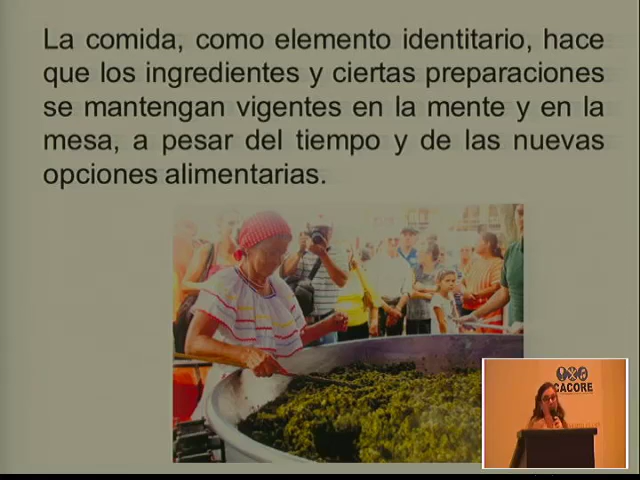 La comida, como elemento identitario, hace
que los ingredientes y ciertas preparaciones
se mantengan vigentes en la mente y en la
mesa, a pesar del tiempo y de las nuevas
opciones alimentarias.
CACORE